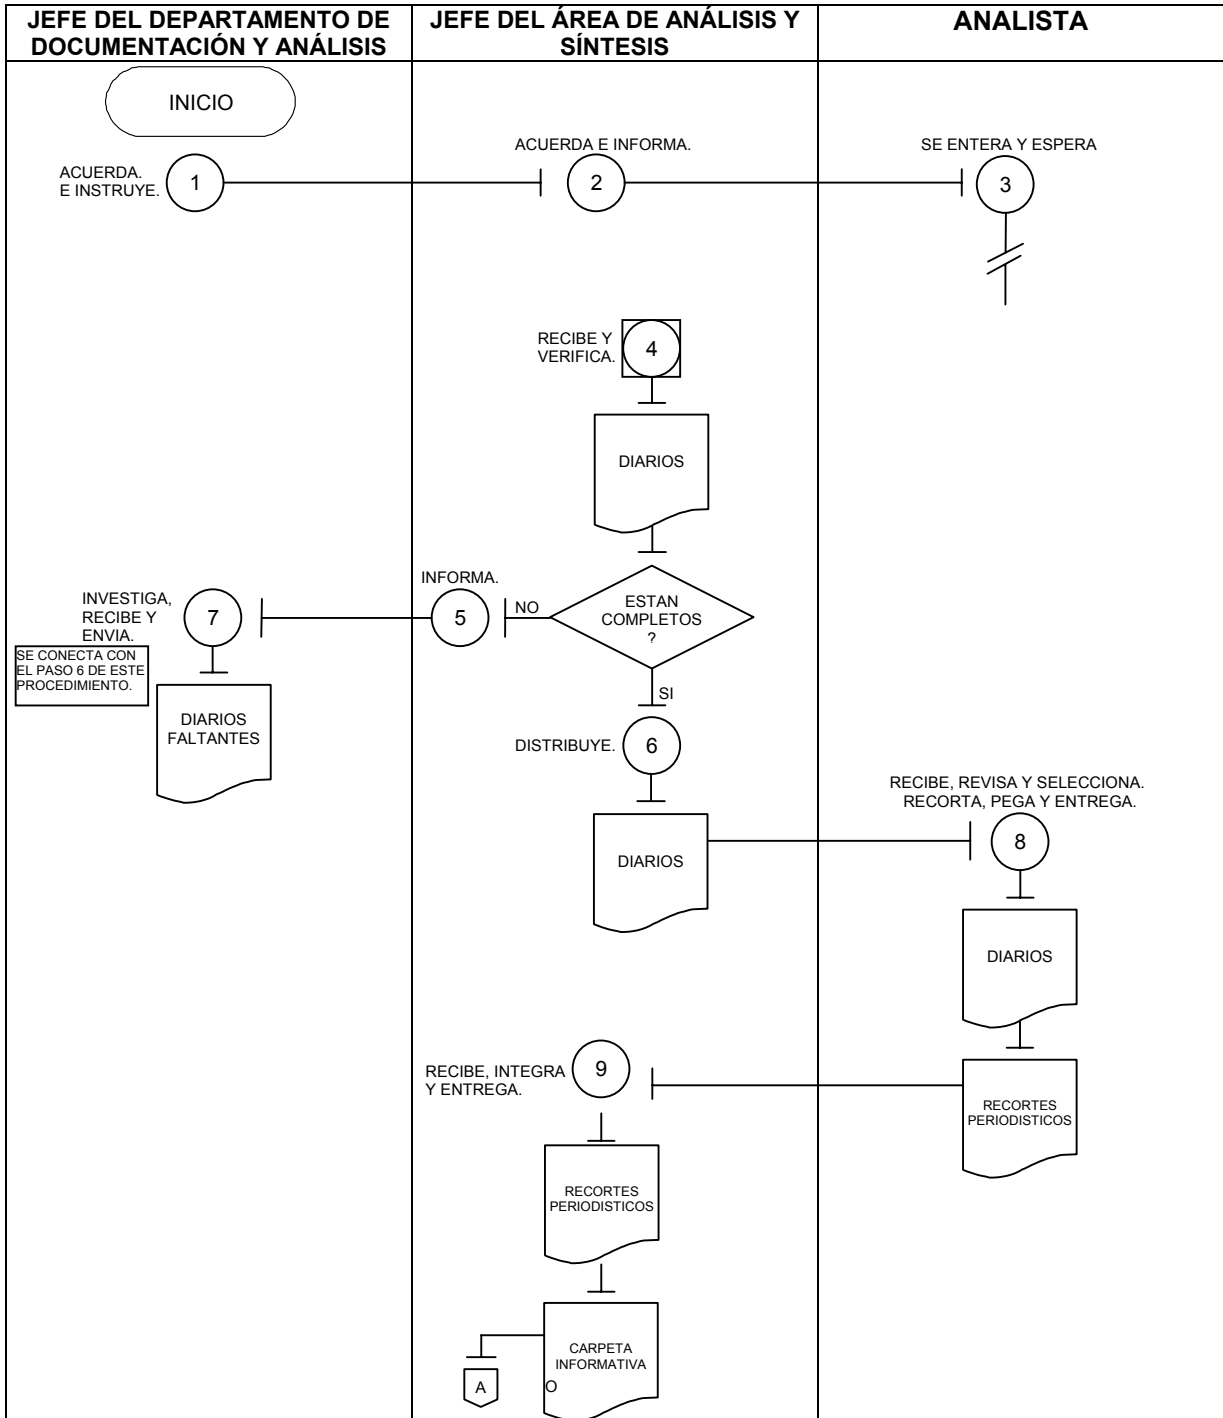 JEFE DEL DEPARTAMENTO DE
DOCUMENTACIÓN Y ANÁLISIS
JEFE DEL ÁREA DE ANÁLISIS Y
SÍNTESIS
ANALISTA
INICIO
ACUERDA.
E INSTRUYE.
1
ACUERDA E INFORMA.
2
SE ENTERA Y ESPERA
3
RECIBE Y
VERIFICA.
4
DIARIOS
ESTAN
COMPLETOS
?
NO
INFORMA.
5
INVESTIGA,
RECIBE Y
ENVIA.
7
SE CONECTA CON
EL PASO 6 DE ESTE
PROCEDIMIENTO.
DIARIOS
FALTANTES
SI
DISTRIBUYE.
6
DIARIOS
RECIBE, REVISA Y SELECCIONA.
RECORTA, PEGA Y ENTREGA.
8
DIARIOS
RECORTES
PERIODISTICOS
RECIBE, INTEGRA
Y ENTREGA.
9
RECORTES
PERIODISTICOS
CARPETA
INFORMATIVA
O
A